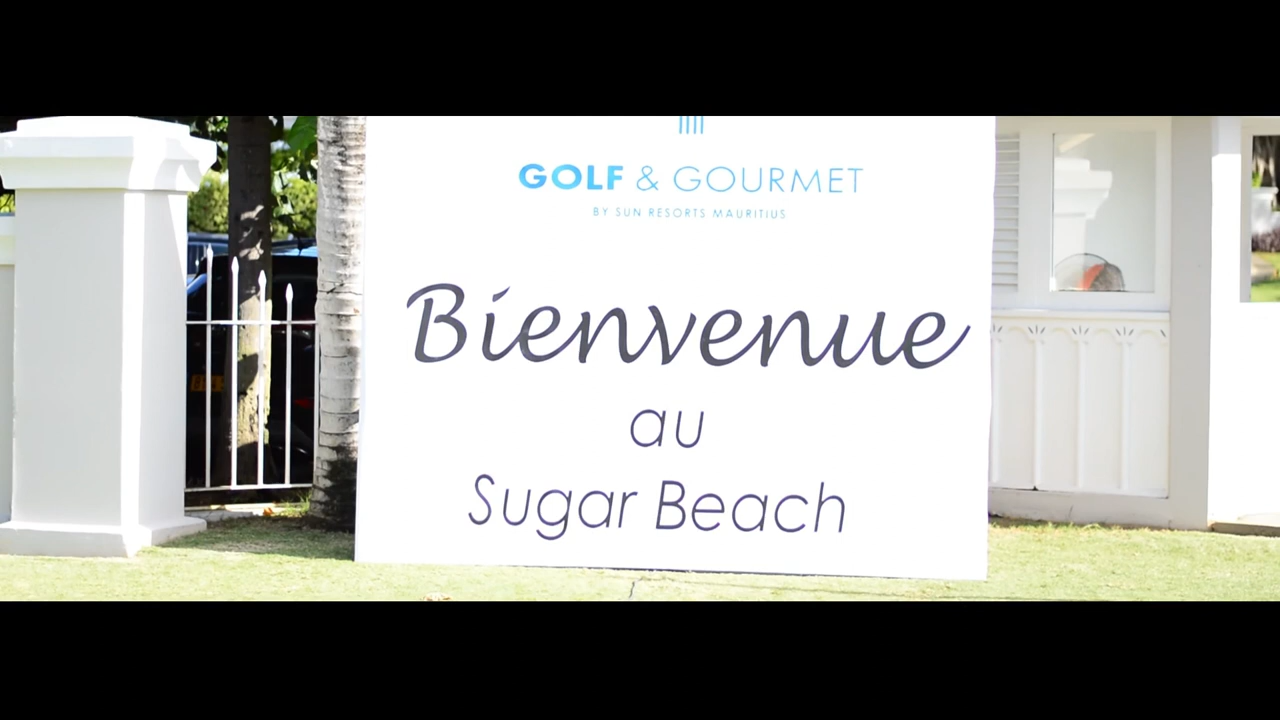 GOLF & GOURMET
BY SUN RESORTS MAURITIUS
Bienvenue
au
Sugar Beach